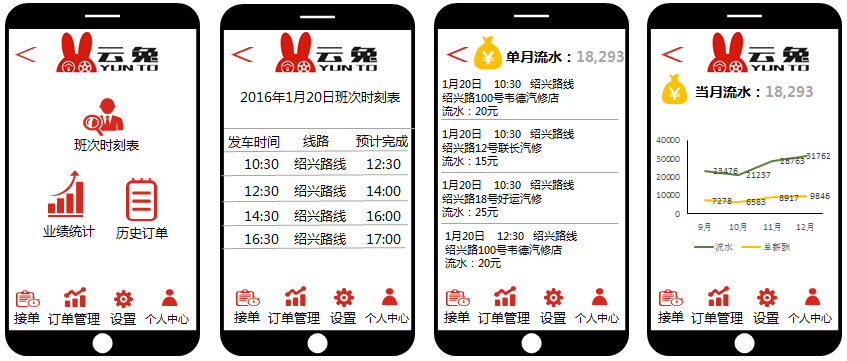 云兔
YUNTO
班次时刻表
业绩统计
历史订单
接单 订单管理 设置 个人中心
云兔
YUNTO
2016年1月20日班次时刻表
发车时间 线路 预计完成
10:30 绍兴路线 12:30
12:30 绍兴路线 14:00
14:30 绍兴路线 16:00
16:30 绍兴路线 17:00
接单 订单管理 设置 个人中心
¥ 单月流水：18,293
1月20日 10:30 绍兴路线
绍兴路100号韦德汽修店
流水：20元
1月20日 10:30 绍兴路线
绍兴路12号联长汽修
流水：15元
1月20日 10:30 绍兴路线
绍兴路18号好运汽修
流水：25元
1月20日 12:30 绍兴路线
绍兴路100号韦德汽修店
流水：20元
接单 订单管理 设置 个人中心
云兔
YUNTO
¥ 当月流水：18,293
40000
30000
20000
10000
0
23476 21237 28763 31762
7278 6583 8917 9846
9月 10月 11月 12月
流水 总薪酬
接单 订单管理 设置 个人中心